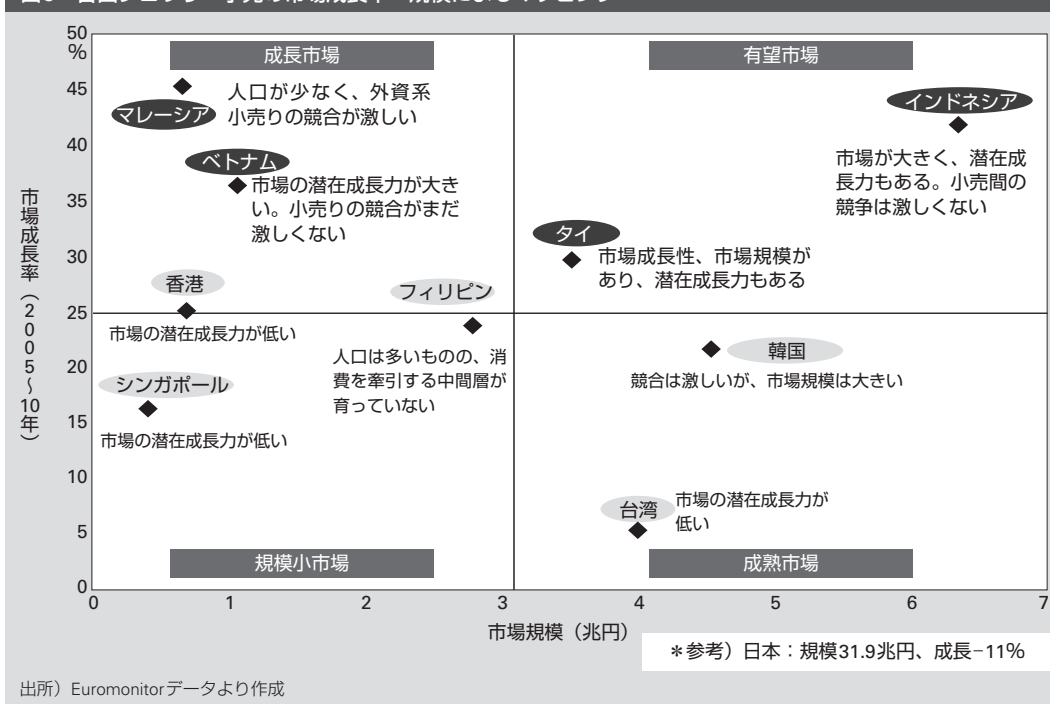 50
%
45
40
35
30
25
20
15
10
5
0
市場成長率（2005〜10年）
成長市場
マレーシア
人口が少なく、外資系
小売りの競合が激しい
ベトナム
市場の潜在成長力が大き
い。小売りの競合がまだ
激しくない
香港
市場の潜在成長力が低い
フィリピン
人口は多いものの、消
費を牽引する中間層が
育っていない
シンガポール
市場の潜在成長力が低い
規模小市場
有望市場
インドネシア
市場が大きく、潜在成
長力もある。小売間の
競争は激しくない
タイ
市場成長性、市場規模が
あり、潜在成長力もある
韓国
競合は激しいが、市場規模は大きい
台湾
市場の潜在成長力が
低い
成熟市場
0 1 2 3 4 5 6 7
市場規模（兆円）
＊参考）日本：規模31.9兆円、成長−11%
出所）Euromonitorデータより作成